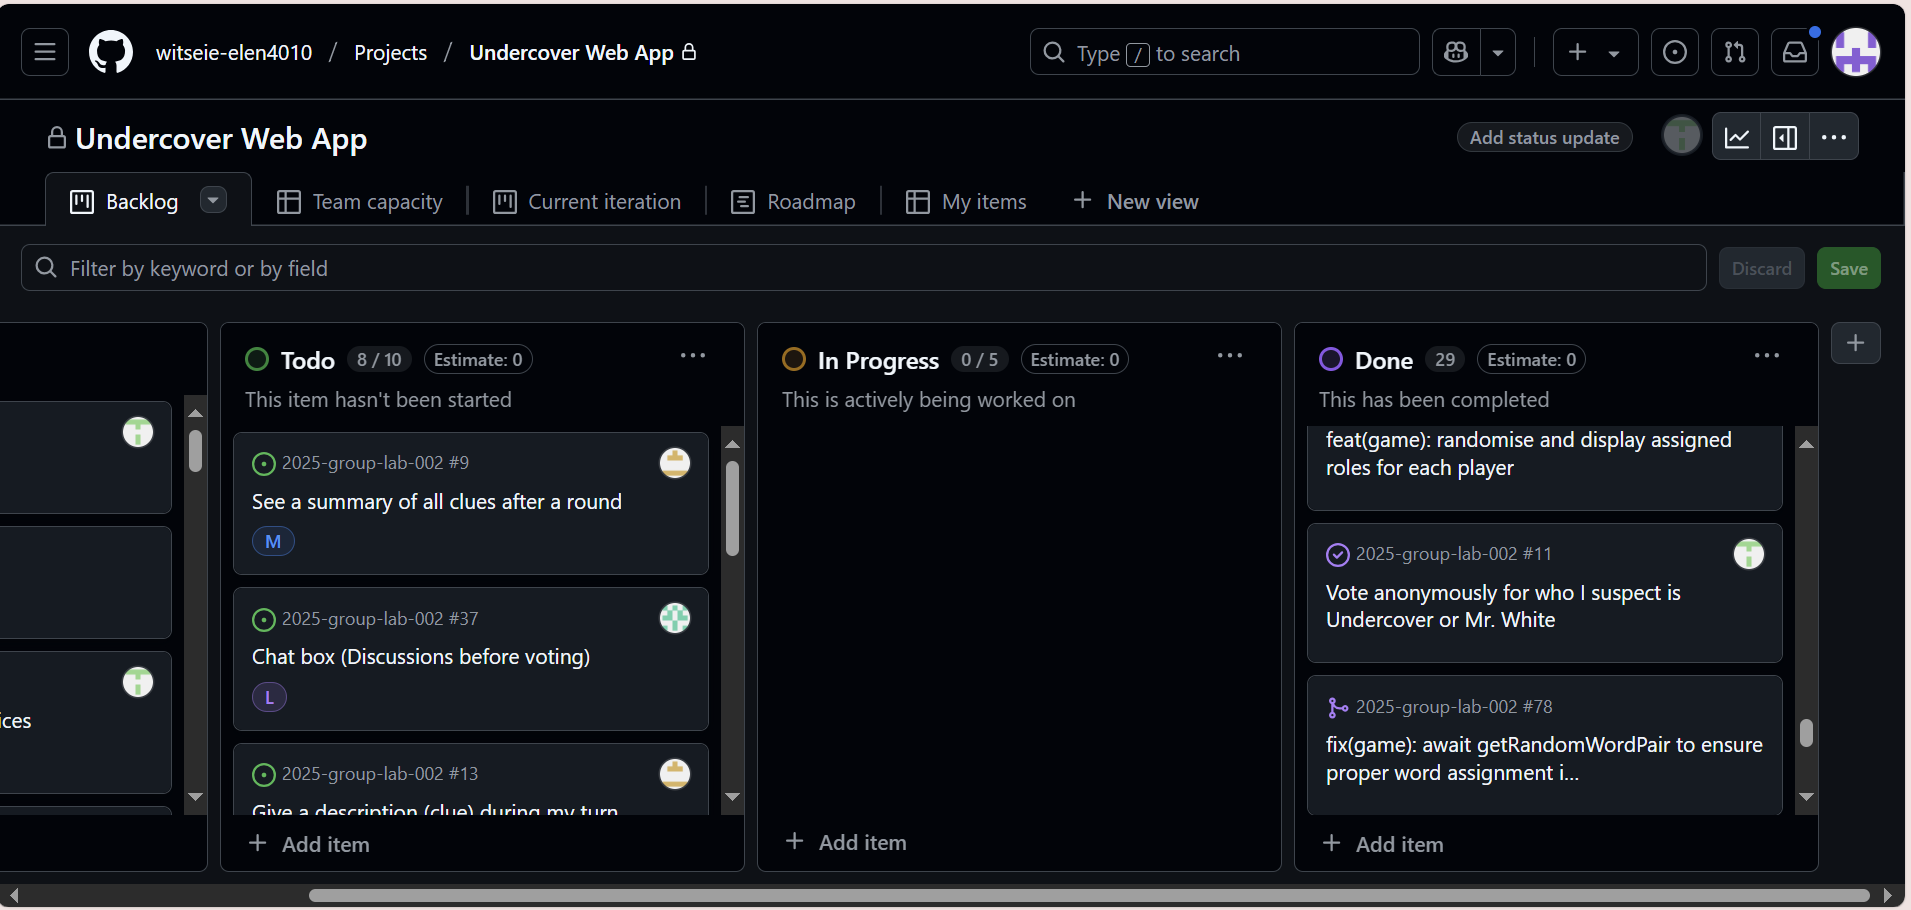 witseie-elen4010 / Projects / Undercover Web App
Type / to search
Undercover Web App
Add status update
Backlog
Team capacity
Current iteration
Roadmap
My items
New view
Filter by keyword or by field
Discard
Save
ices
Todo 8 / 10 Estimate: 0
This item hasn't been started
2025-group-lab-002 #9
See a summary of all clues after a round
M
2025-group-lab-002 #37
Chat box (Discussions before voting)
L
2025-group-lab-002 #13
Give a description (clue) during my turn
Add item
In Progress 0 / 5 Estimate: 0
This is actively being worked on
Add item
Done 29 Estimate: 0
This has been completed
feat(game): randomise and display assigned
roles for each player
2025-group-lab-002 #11
Vote anonymously for who I suspect is
Undercover or Mr. White
2025-group-lab-002 #78
fix(game): await getRandomWordPair to ensure
proper word assignment i...
Add item